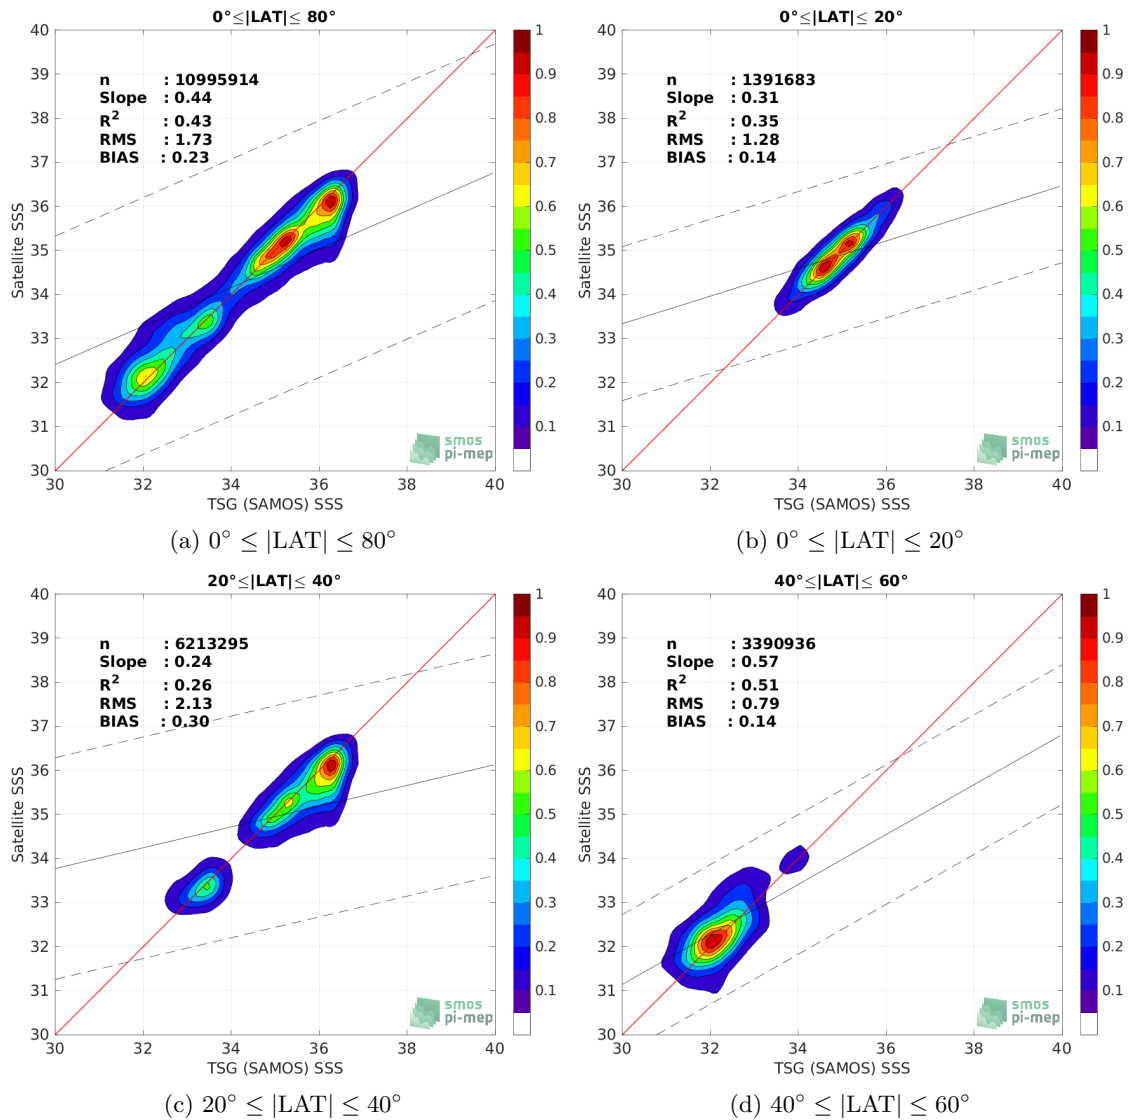 0°≤|LAT|≤ 80°
40
39
38
37
36
35
34
33
32
31
30
Satellite SSS
n : 10995914
Slope : 0.44
R² : 0.43
RMS : 1.73
BIAS : 0.23
smos
pi-mep
30 32 34 36 38 40
TSG (SAMOS) SSS
1
0.9
0.8
0.7
0.6
0.5
0.4
0.3
0.2
0.1
(a) 0° ≤ |LAT| ≤ 80°
0°≤|LAT|≤ 20°
40
39
38
37
36
35
34
33
32
31
30
Satellite SSS
n : 1391683
Slope : 0.31
R² : 0.35
RMS : 1.28
BIAS : 0.14
smos
pi-mep
30 32 34 36 38 40
TSG (SAMOS) SSS
1
0.9
0.8
0.7
0.6
0.5
0.4
0.3
0.2
0.1
(b) 0° ≤ |LAT| ≤ 20°
20°≤|LAT|≤ 40°
40
39
38
37
36
35
34
33
32
31
30
Satellite SSS
n : 6213295
Slope : 0.24
R² : 0.26
RMS : 2.13
BIAS : 0.30
smos
pi-mep
30 32 34 36 38 40
TSG (SAMOS) SSS
1
0.9
0.8
0.7
0.6
0.5
0.4
0.3
0.2
0.1
(c) 20° ≤ |LAT| ≤ 40°
40°≤|LAT|≤ 60°
40
39
38
37
36
35
34
33
32
31
30
Satellite SSS
n : 3390936
Slope : 0.57
R² : 0.51
RMS : 0.79
BIAS : 0.14
smos
pi-mep
30 32 34 36 38 40
TSG (SAMOS) SSS
1
0.9
0.8
0.7
0.6
0.5
0.4
0.3
0.2
0.1
(d) 40° ≤ |LAT| ≤ 60°